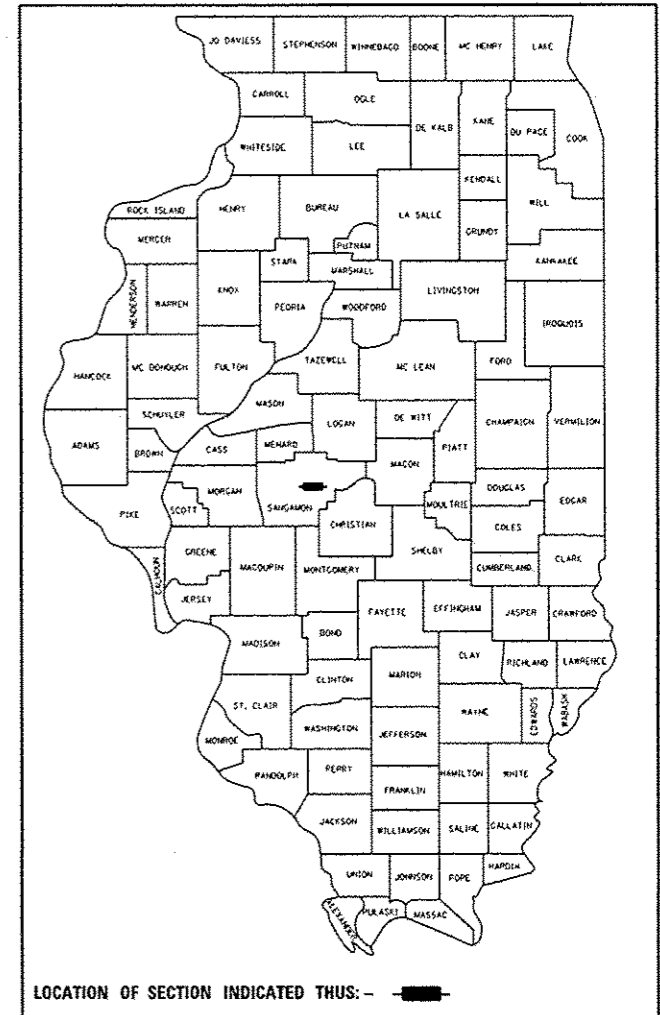 JO DAVIESS STEPHENSON WINNEBAGO BOONE MC HENRY LAKE
CARROLL OGLE DE KALB KANE DU PAGE COOK
WHITESIDE LEE
KENDALL WILL
ROCK ISLAND HENRY BUREAU LA SALLE GRUNDY
MERCER PUTNAM KANKAKEE
STARK MARSHALL
HENDERSON WARREN KNOX PEORIA WOODFORD LIVINGSTON IROQUOIS
HANCOCK MC DONOUGH FULTON TAZEWELL MC LEAN FORD
SCHUYLER MASON LOGAN DE WITT CHAMPAIGN VERMILION
ADAMS BROWN CASS MENARD PIATT
MORGAN SANGAMON MACON DOUGLAS EDGAR
PIKE SCOTT CHRISTIAN MOULTRIE COLES
GREENE MACOUPIN MONTGOMERY SHELBY CUMBERLAND CLARK
CALHOUN JERSEY FAYETTE EFFINGHAM JASPER CRAWFORD
MADISON BOND CLAY RICHLAND LAWRENCE
CLINTON MARION
ST. CLAIR WASHINGTON JEFFERSON WAYNE EDWARDS WABASH
MONROE
RANDOLPH PERRY HAMILTON WHITE
FRANKLIN
JACKSON WILLIAMSON SALINE GALLATIN
UNION JOHNSON POPE HARDIN
ALEXANDER PULASKI MASSAC
LOCATION OF SECTION INDICATED THUS: -